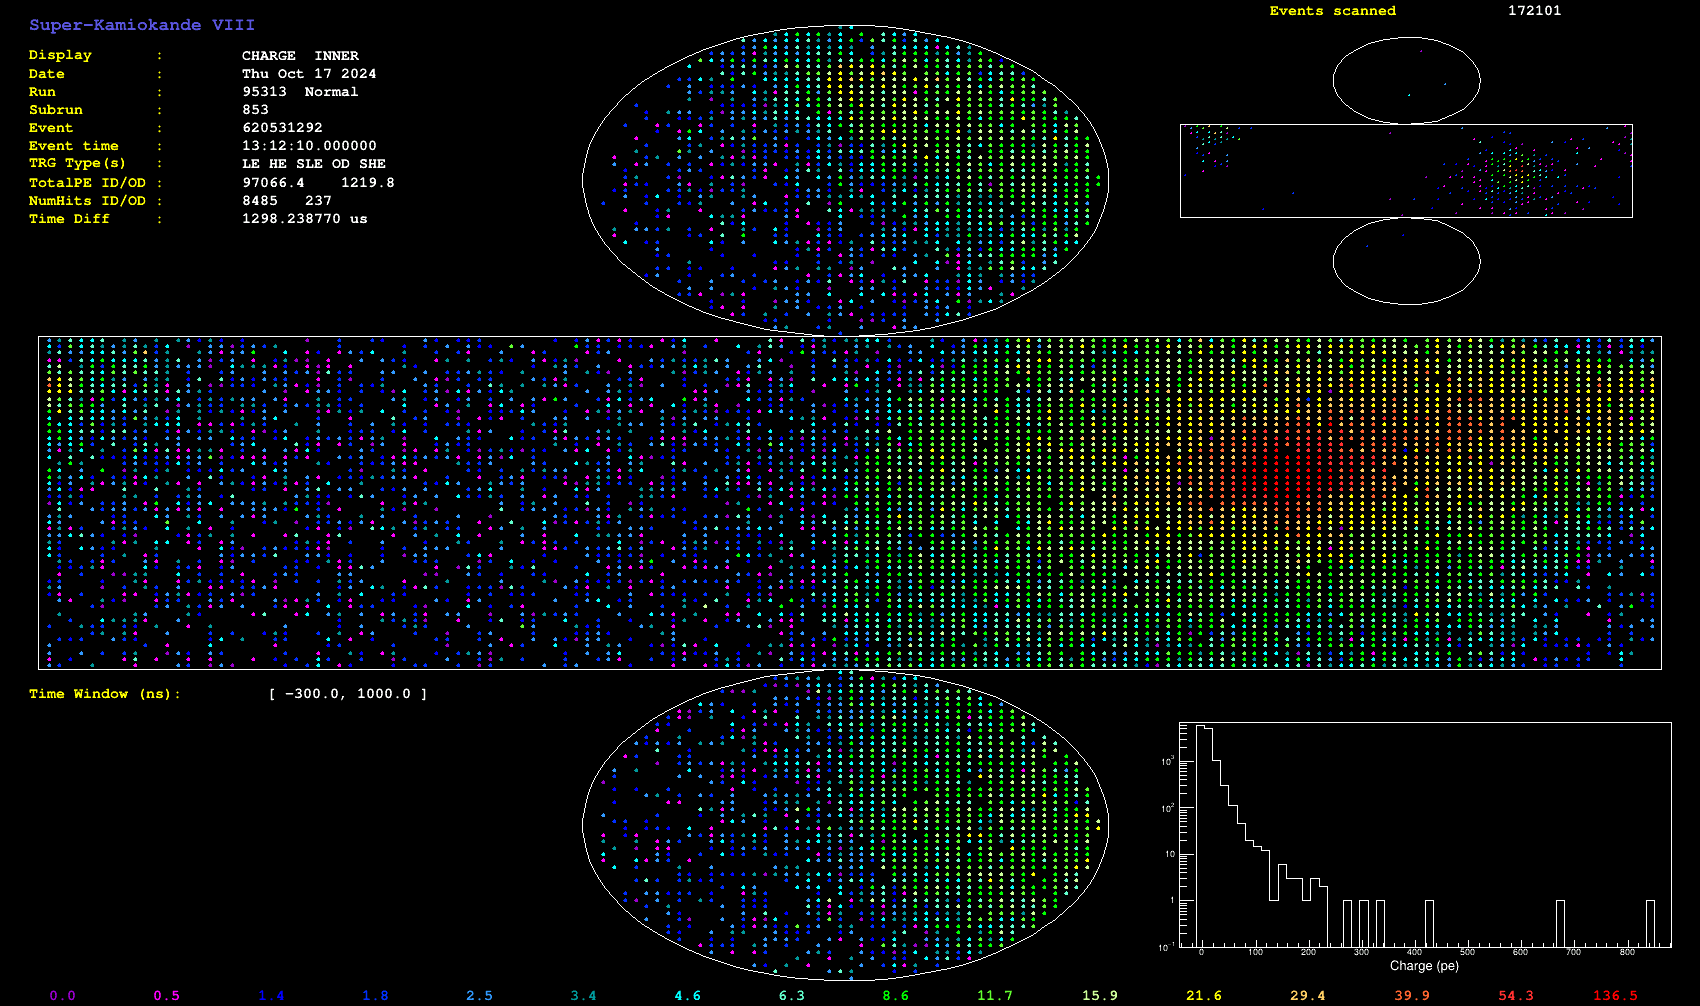 Super-Kamiokande VIII
Events scanned 172101
Display : CHARGE INNER
Date : Thu Oct 17 2024
Run : 95313 Normal
Subrun : 853
Event : 620531292
Event time : 13:12:10.000000
TRG Type(s) : LE HE SLE OD SHE
TotalPE ID/OD : 97066.4 1219.8
NumHits ID/OD : 8485 237
Time Diff : 1298.238770 us
Time Window (ns): [ -300.0, 1000.0 ]
10³
10²
10
1
10⁻¹
0 100 200 300 400 500 600 700 800
Charge (pe)
0.0 0.5 1.4 1.8 2.5 3.4 4.6 6.3 8.6 11.7 15.9 21.6 29.4 39.9 54.3 136.5